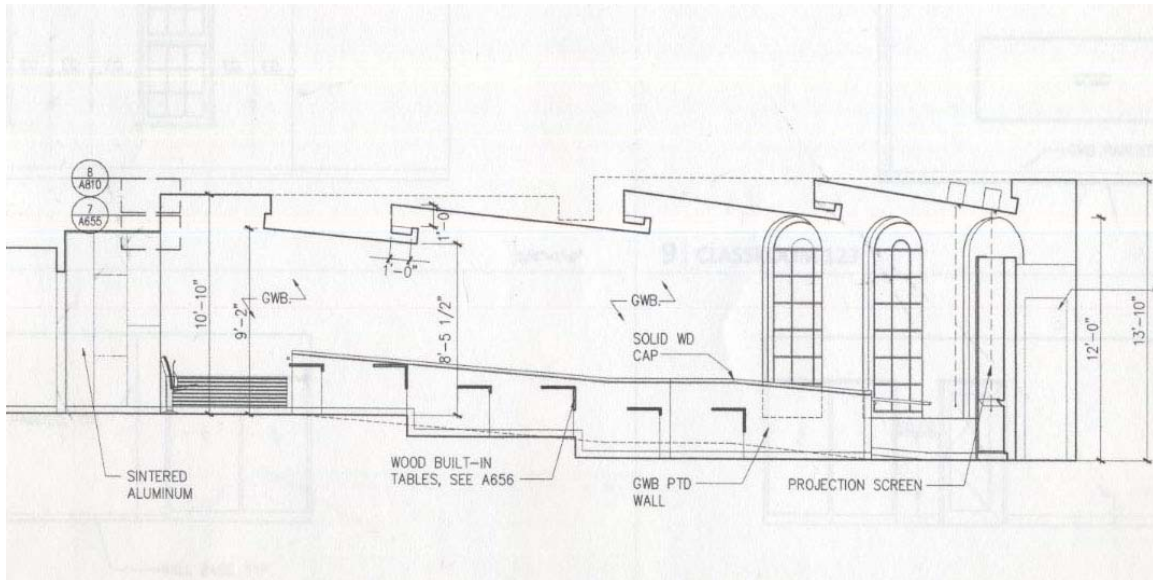 8
A810
7
A655
1'-0"
1'-0"
GWB.
10'-10"
9'-2"
8'-5 1/2"
GWB.
SOLID WD
CAP
12'-0"
13'-10"
9 CLASSROOM 123
SINTERED
ALUMINUM
WOOD BUILT-IN
TABLES, SEE A656
GWB PTD
WALL
PROJECTION SCREEN